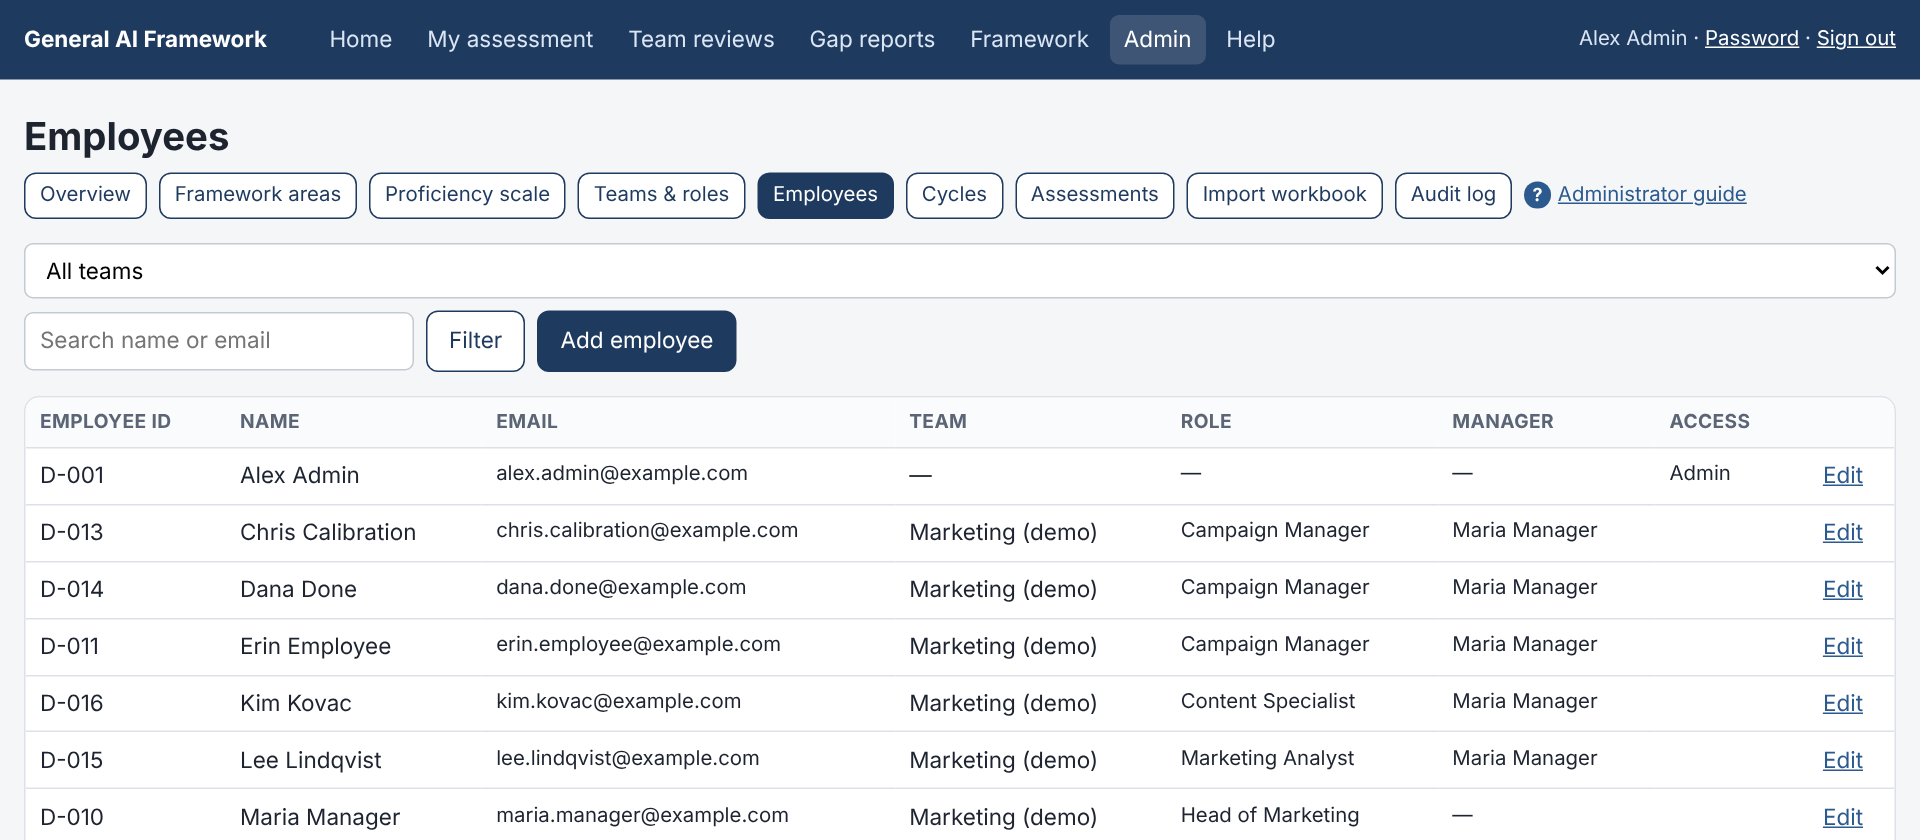 General AI Framework Home My assessment Team reviews Gap reports Framework Admin Help Alex Admin · Password · Sign out
Employees
Overview Framework areas Proficiency scale Teams & roles Employees Cycles Assessments Import workbook Audit log ? Administrator guide
All teams
Search name or email Filter Add employee
EMPLOYEE ID NAME EMAIL TEAM ROLE MANAGER ACCESS
D-001 Alex Admin alex.admin@example.com — — — Admin Edit
D-013 Chris Calibration chris.calibration@example.com Marketing (demo) Campaign Manager Maria Manager Edit
D-014 Dana Done dana.done@example.com Marketing (demo) Campaign Manager Maria Manager Edit
D-011 Erin Employee erin.employee@example.com Marketing (demo) Campaign Manager Maria Manager Edit
D-016 Kim Kovac kim.kovac@example.com Marketing (demo) Content Specialist Maria Manager Edit
D-015 Lee Lindqvist lee.lindqvist@example.com Marketing (demo) Marketing Analyst Maria Manager Edit
D-010 Maria Manager maria.manager@example.com Marketing (demo) Head of Marketing — Edit